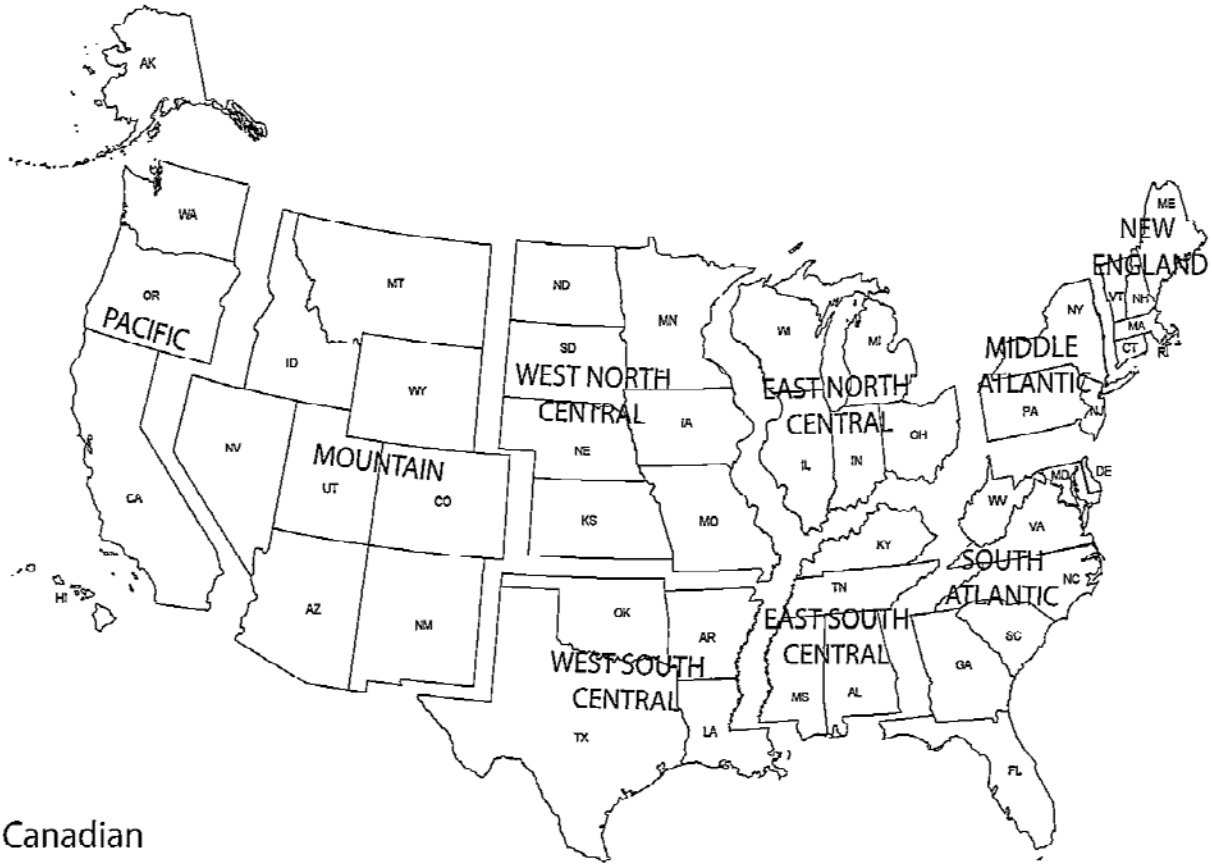 AK
WA
ME
NEW
ENGLAND
MT
ND
OR
VT
NH
NY
MN
WI
MA
PACIFIC
SD
MI
CT
RI
MIDDLE
ATLANTIC
ID
WEST NORTH
CENTRAL
EAST NORTH
CENTRAL
WY
PA
NJ
IA
OH
NV
NE
MOUNTAIN
IL
IN
UT
CO
MD
DE
CA
WV
KS
MO
VA
KY
SOUTH
ATLANTIC
NC
TN
HI
AZ
OK
EAST SOUTH
CENTRAL
NM
AR
SC
WEST SOUTH
CENTRAL
GA
MS
AL
TX
LA
FL
Canadian